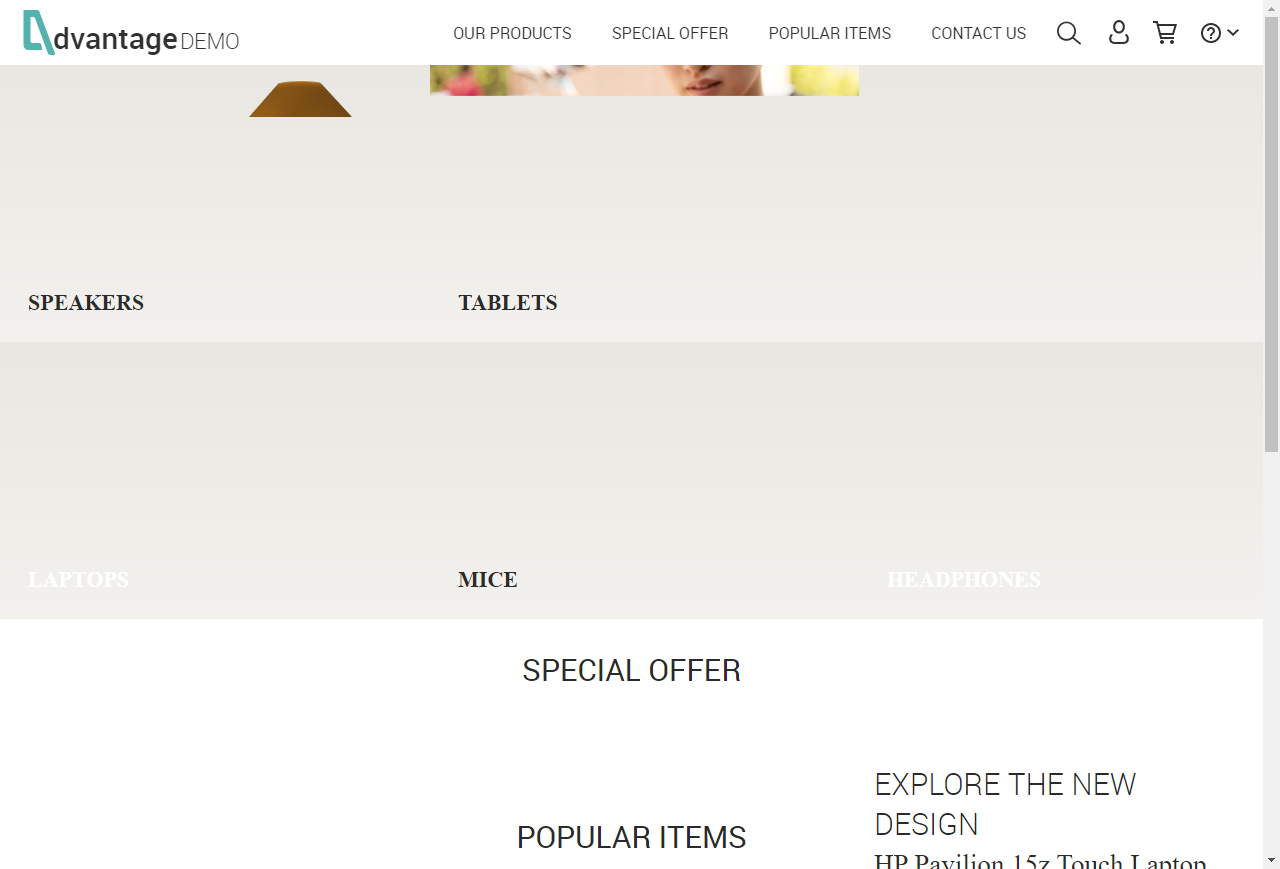 dvantage DEMO
OUR PRODUCTS
SPECIAL OFFER
POPULAR ITEMS
CONTACT US
SPEAKERS
TABLETS
LAPTOPS
MICE
HEADPHONES
SPECIAL OFFER
EXPLORE THE NEW
DESIGN
POPULAR ITEMS
HP Pavilion 15z Touch Laptop